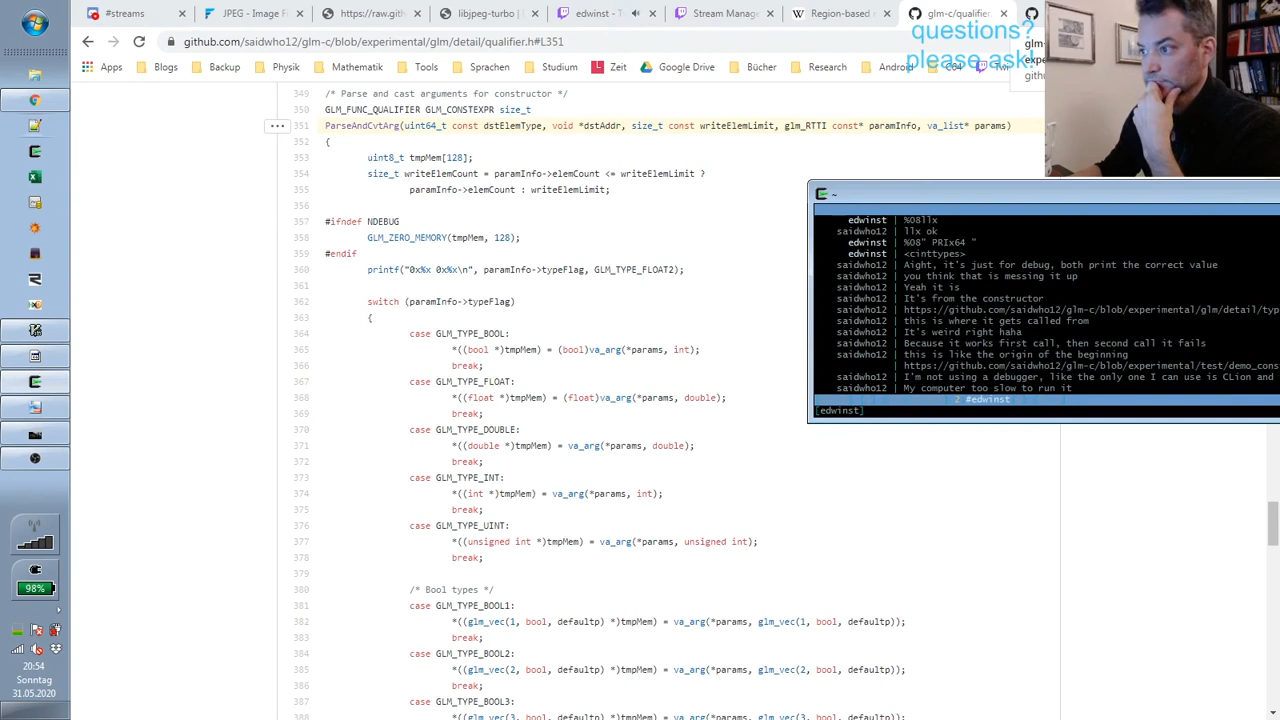 #streams
JPEG - Image F
https://raw.gith
libjpeg-turbo |
edwinst - T
Stream Manage
Region-based
glm-c/qualifier
github.com/saidwho12/glm-c/blob/experimental/glm/detail/qualifier.h#L351
questions?
please ask!
Apps
Blogs
Tools
Sprachen
Studium
Zeit
Google Drive
Bücher
Research
Android
349 /* Parse and cast arguments for constructor */
350 GLM_FUNC_QUALIFIER GLM_CONSTEXPR size_t
351 ParseAndCvtArg(uint64_t const dstElemType, void *dstAddr, size_t const writeElemLimit, glm_RTTI const* paramInfo, va_list* params)
352 {
353 uint8_t tmpMem[128];
354 size_t writeElemCount = paramInfo->elemCount <= writeElemLimit ?
355 paramInfo->elemCount : writeElemLimit;
356
357 #ifndef NDEBUG
358 GLM_ZERO_MEMORY(tmpMem, 128);
359 #endif
360 printf("0x%x 0x%x\n", paramInfo->typeFlag, GLM_TYPE_FLOAT2);
361
362 switch (paramInfo->typeFlag)
363 {
364 case GLM_TYPE_BOOL:
365 *((bool *)tmpMem) = (bool)va_arg(*params, int);
366 break;
367 case GLM_TYPE_FLOAT:
368 *((float *)tmpMem) = (float)va_arg(*params, double);
369 break;
370 case GLM_TYPE_DOUBLE:
371 *((double *)tmpMem) = va_arg(*params, double);
372 break;
373 case GLM_TYPE_INT:
374 *((int *)tmpMem) = va_arg(*params, int);
375 break;
376 case GLM_TYPE_UINT:
377 *((unsigned int *)tmpMem) = va_arg(*params, unsigned int);
378 break;
379
380 /* Bool types */
381 case GLM_TYPE_BOOL1:
382 *((glm_vec(1, bool, defaultp) *)tmpMem) = va_arg(*params, glm_vec(1, bool, defaultp));
383 break;
384 case GLM_TYPE_BOOL2:
385 *((glm_vec(2, bool, defaultp) *)tmpMem) = va_arg(*params, glm_vec(2, bool, defaultp));
386 break;
387 case GLM_TYPE_BOOL3:
388 *((glm_vec(3, bool, defaultp) *)tmpMem) = va_arg(*params, glm_vec(3, bool, defaultp));
~
edwinst | %08llx
saidwho12 | llx ok
edwinst | %08" PRIx64 "
edwinst | <cinttypes>
saidwho12 | Aight, it's just for debug, both print the correct value
saidwho12 | you think that is messing it up
saidwho12 | Yeah it is
saidwho12 | It's from the constructor
saidwho12 | https://github.com/saidwho12/glm-c/blob/experimental/glm/detail/typ
saidwho12 | this is where it gets called from
saidwho12 | It's weird right haha
saidwho12 | Because it works first call, then second call it fails
saidwho12 | this is like the origin of the beginning
| https://github.com/saidwho12/glm-c/blob/experimental/test/demo_cons
saidwho12 | I'm not using a debugger, like the only one I can use is CLion and
saidwho12 | My computer too slow to run it
2 #edwinst
[edwinst]
98%
20:54
Sonntag
31.05.2020